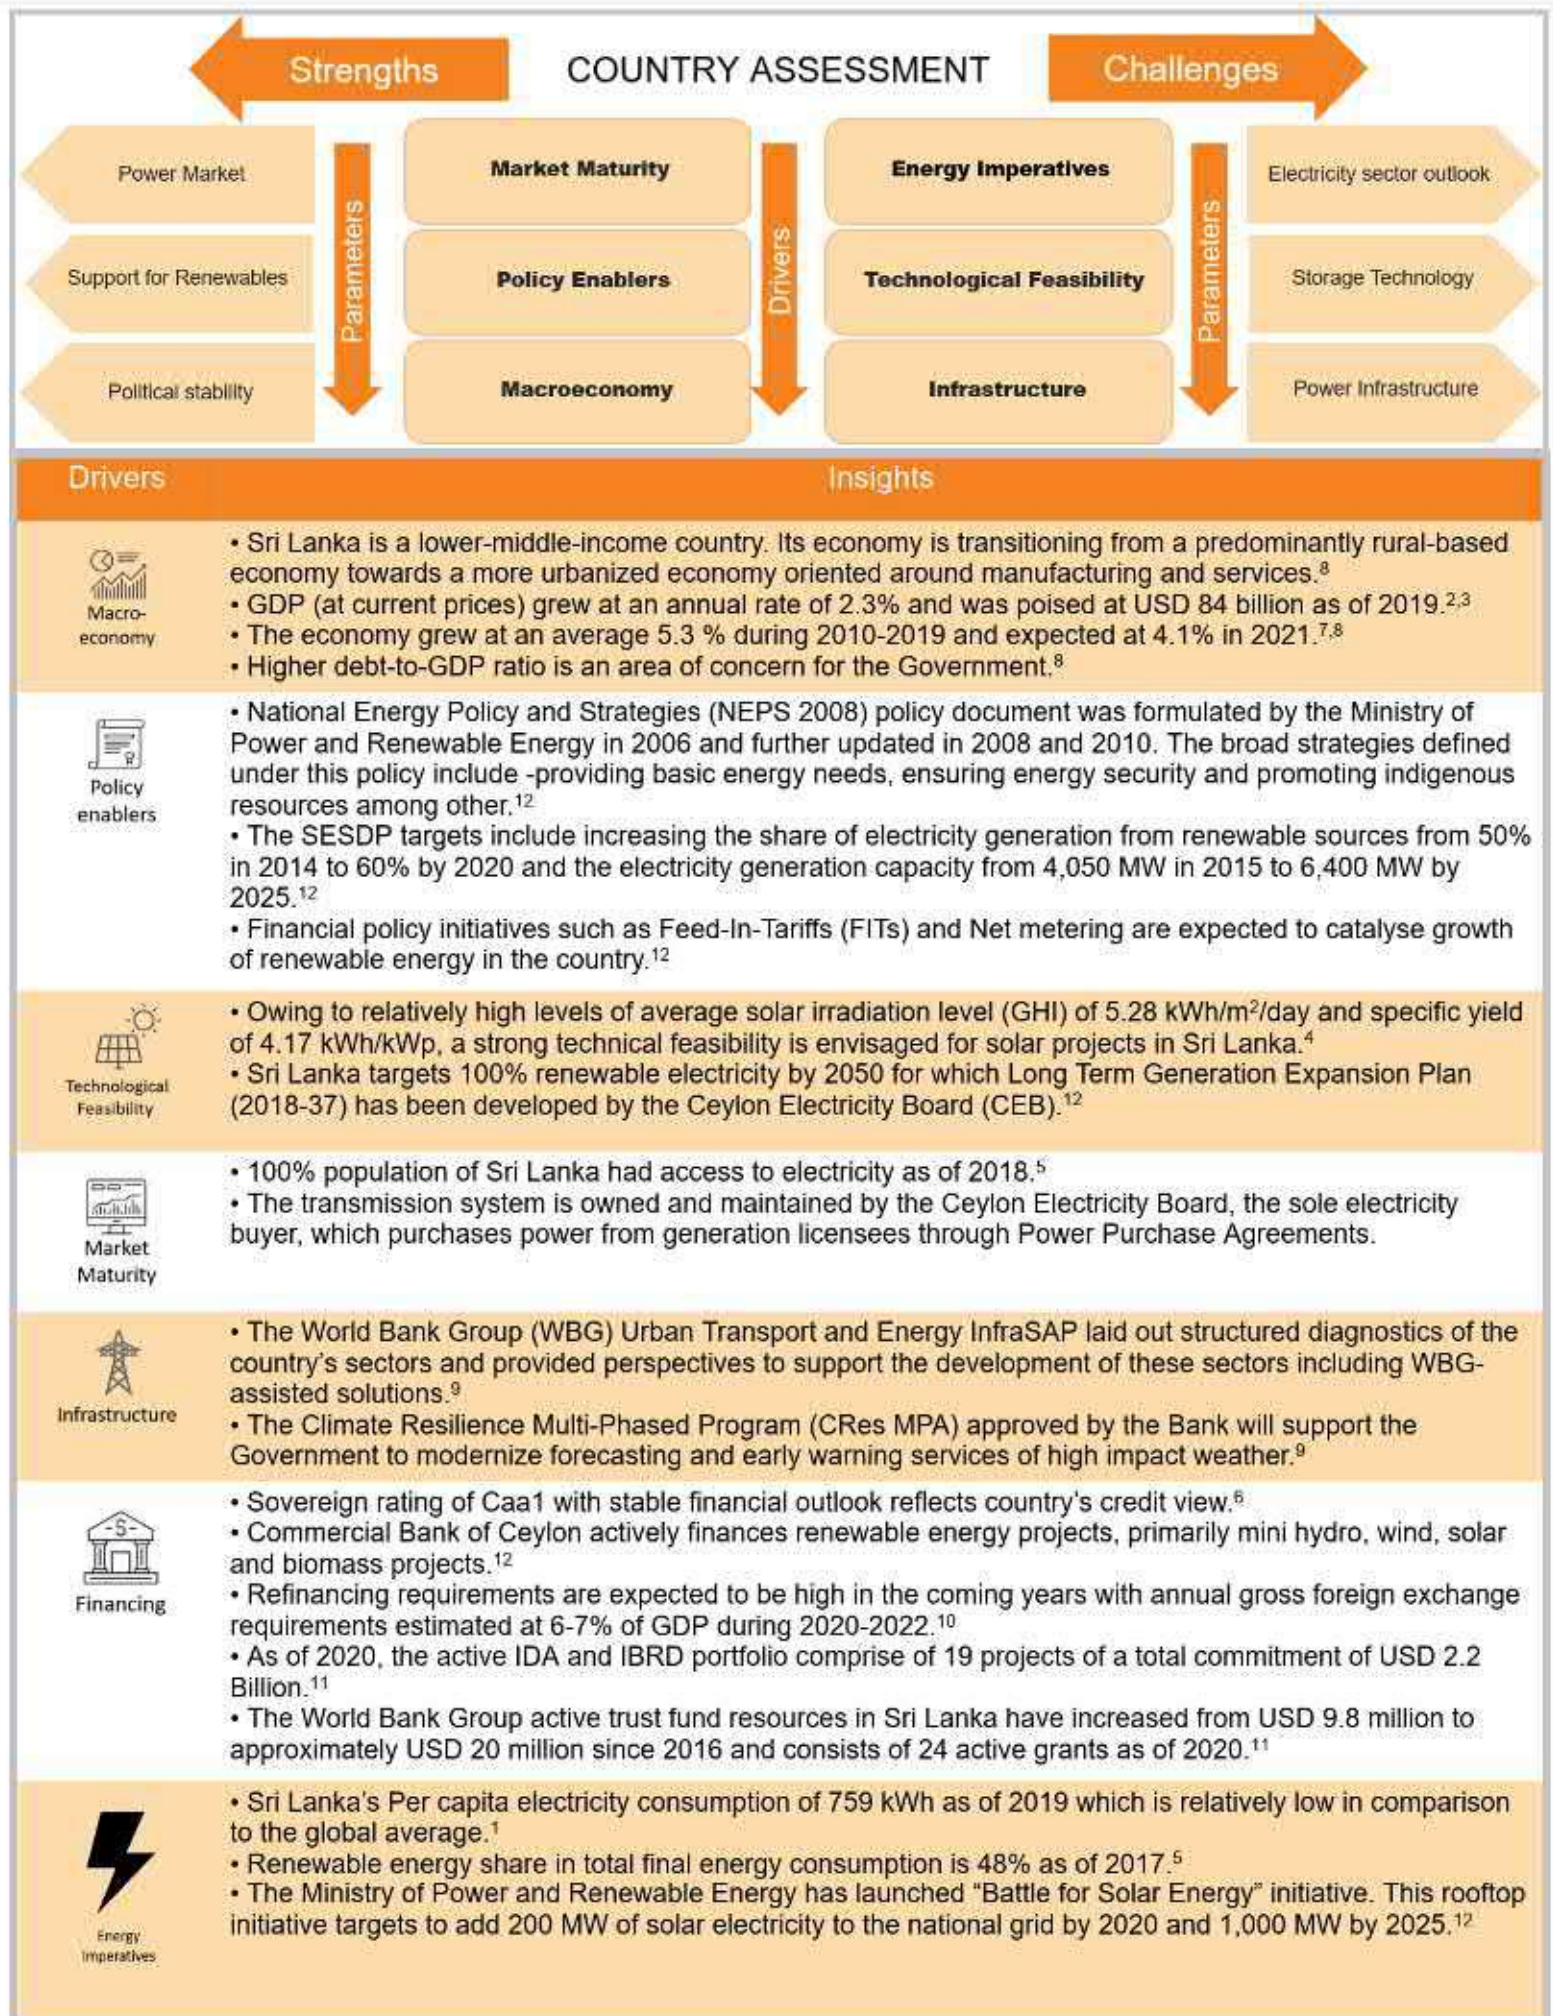 Strengths
COUNTRY ASSESSMENT
Challenges
Power Market
Market Maturity
Energy Imperatives
Electricity sector outlook
Parameters
Drivers
Parameters
Support for Renewables
Policy Enablers
Technological Feasibility
Storage Technology
Political stability
Macroeconomy
Infrastructure
Power Infrastructure
Drivers
Insights
Macro-
economy
• Sri Lanka is a lower-middle-income country. Its economy is transitioning from a predominantly rural-based
economy towards a more urbanized economy oriented around manufacturing and services.⁸
• GDP (at current prices) grew at an annual rate of 2.3% and was poised at USD 84 billion as of 2019.²,³
• The economy grew at an average 5.3 % during 2010-2019 and expected at 4.1% in 2021.⁷,⁸
• Higher debt-to-GDP ratio is an area of concern for the Government.⁸
Policy
enablers
• National Energy Policy and Strategies (NEPS 2008) policy document was formulated by the Ministry of
Power and Renewable Energy in 2006 and further updated in 2008 and 2010. The broad strategies defined
under this policy include -providing basic energy needs, ensuring energy security and promoting indigenous
resources among other.¹²
• The SESDP targets include increasing the share of electricity generation from renewable sources from 50%
in 2014 to 60% by 2020 and the electricity generation capacity from 4,050 MW in 2015 to 6,400 MW by
2025.¹²
• Financial policy initiatives such as Feed-In-Tariffs (FITs) and Net metering are expected to catalyse growth
of renewable energy in the country.¹²
Technological
Feasibility
• Owing to relatively high levels of average solar irradiation level (GHI) of 5.28 kWh/m²/day and specific yield
of 4.17 kWh/kWp, a strong technical feasibility is envisaged for solar projects in Sri Lanka.⁴
• Sri Lanka targets 100% renewable electricity by 2050 for which Long Term Generation Expansion Plan
(2018-37) has been developed by the Ceylon Electricity Board (CEB).¹²
Market
Maturity
• 100% population of Sri Lanka had access to electricity as of 2018.⁵
• The transmission system is owned and maintained by the Ceylon Electricity Board, the sole electricity
buyer, which purchases power from generation licensees through Power Purchase Agreements.
Infrastructure
• The World Bank Group (WBG) Urban Transport and Energy InfraSAP laid out structured diagnostics of the
country's sectors and provided perspectives to support the development of these sectors including WBG-
assisted solutions.⁹
• The Climate Resilience Multi-Phased Program (CRes MPA) approved by the Bank will support the
Government to modernize forecasting and early warning services of high impact weather.⁹
-$-
Financing
• Sovereign rating of Caa1 with stable financial outlook reflects country's credit view.⁶
• Commercial Bank of Ceylon actively finances renewable energy projects, primarily mini hydro, wind, solar
and biomass projects.¹²
• Refinancing requirements are expected to be high in the coming years with annual gross foreign exchange
requirements estimated at 6-7% of GDP during 2020-2022.¹⁰
• As of 2020, the active IDA and IBRD portfolio comprise of 19 projects of a total commitment of USD 2.2
Billion.¹¹
• The World Bank Group active trust fund resources in Sri Lanka have increased from USD 9.8 million to
approximately USD 20 million since 2016 and consists of 24 active grants as of 2020.¹¹
Energy
Imperatives
• Sri Lanka's Per capita electricity consumption of 759 kWh as of 2019 which is relatively low in comparison
to the global average.¹
• Renewable energy share in total final energy consumption is 48% as of 2017.⁵
• The Ministry of Power and Renewable Energy has launched “Battle for Solar Energy” initiative. This rooftop
initiative targets to add 200 MW of solar electricity to the national grid by 2020 and 1,000 MW by 2025.¹²